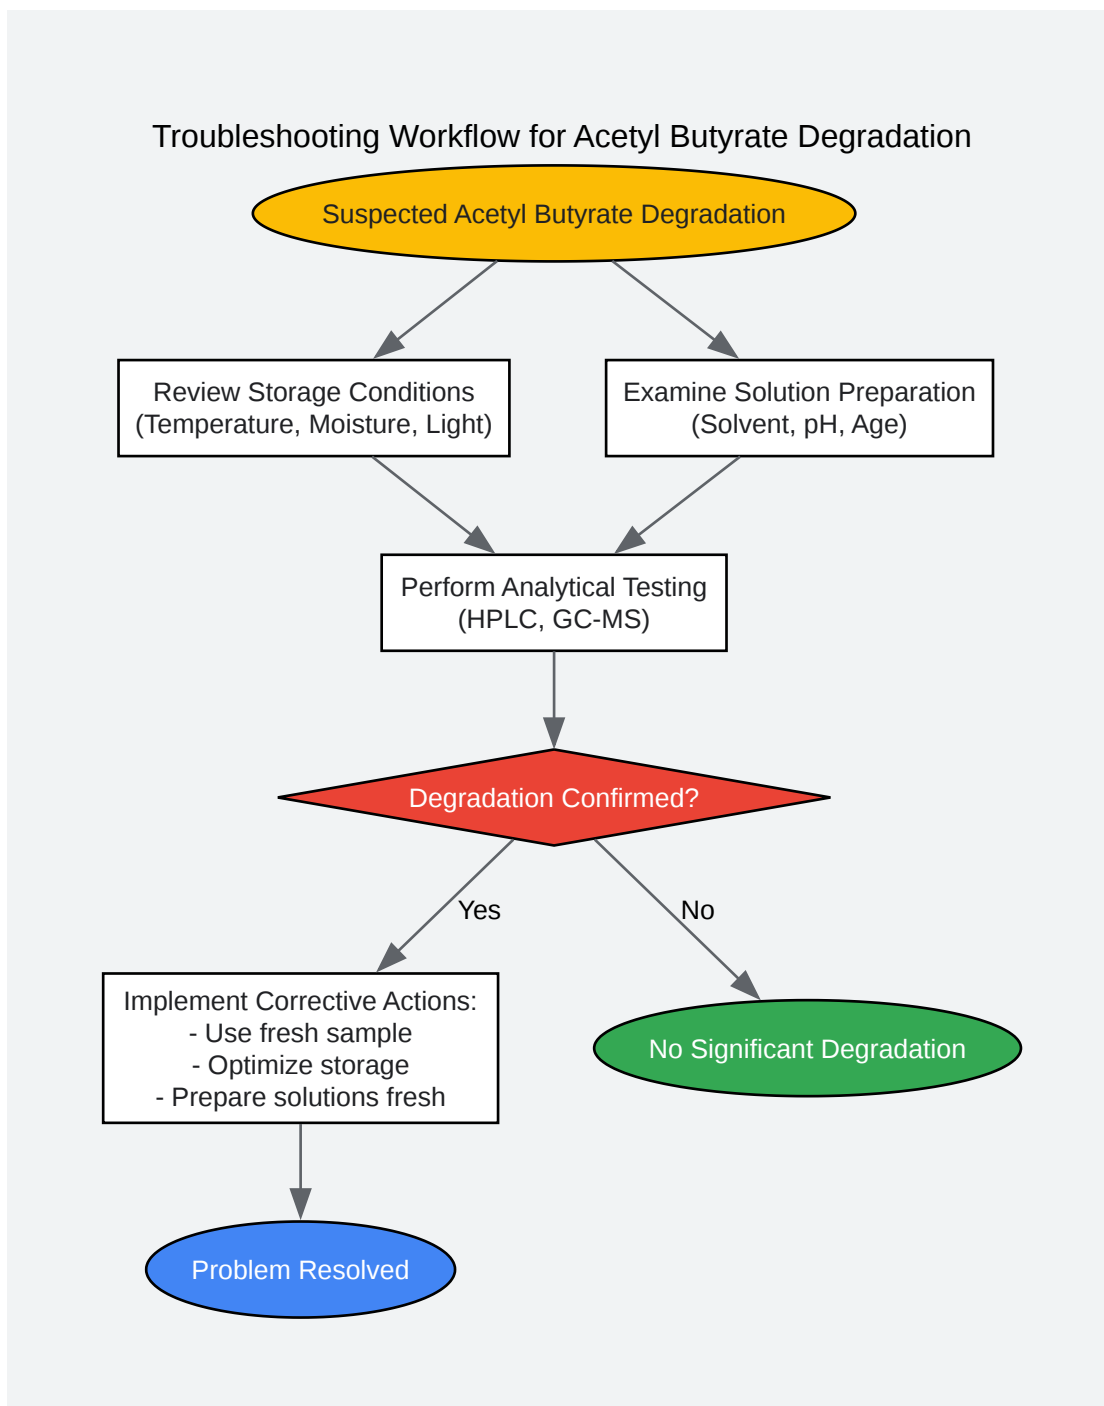 Troubleshooting Workflow for Acetyl Butyrate Degradation
Suspected Acetyl Butyrate Degradation
Review Storage Conditions
(Temperature, Moisture, Light)
Examine Solution Preparation
(Solvent, pH, Age)
Perform Analytical Testing
(HPLC, GC-MS)
Degradation Confirmed?
Yes
No
Implement Corrective Actions:
- Use fresh sample
- Optimize storage
- Prepare solutions fresh
No Significant Degradation
Problem Resolved